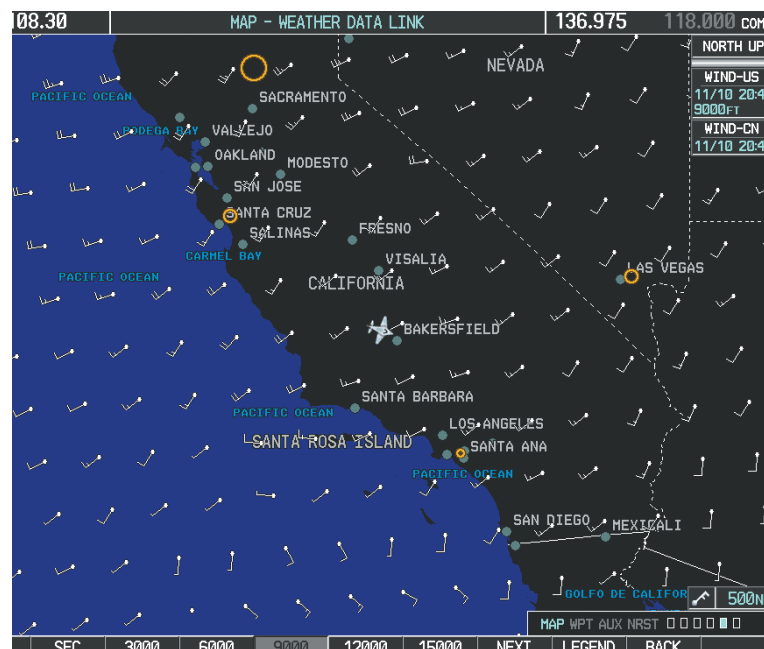 108.30 MAP – WEATHER DATA LINK 136.975 118.000 COM
NORTH UP
NEVADA
WIND-US
11/10 20:4
9000FT
WIND-CN
11/10 20:4
PACIFIC OCEAN
SACRAMENTO
BODEGA BAY
VALLEJO
OAKLAND
MODESTO
SAN JOSE
SANTA CRUZ
SALINAS
FRESNO
CARMEL BAY
VISALIA
LAS VEGAS
PACIFIC OCEAN
CALIFORNIA
BAKERSFIELD
SANTA BARBARA
PACIFIC OCEAN
LOS ANGELES
SANTA ROSA ISLAND
SANTA ANA
PACIFIC OCEAN
SAN DIEGO
MEXICALI
GOLFO DE CALIFOR
500N
MAP WPT AUX NRST
SEC 3000 6000 9000 12000 15000 NEXT LEGEND BACK